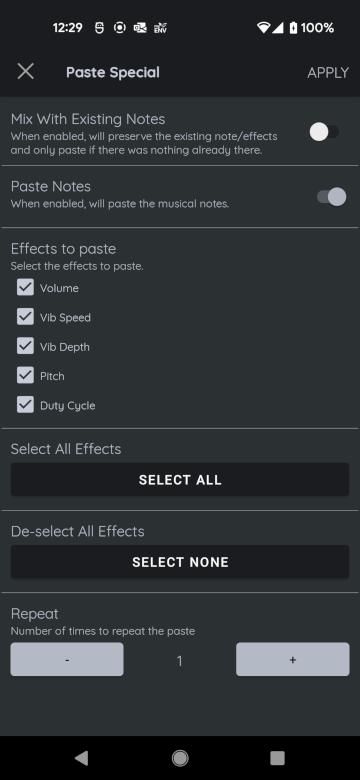 12:29
ENV
100%
Paste Special
APPLY
Mix With Existing Notes
When enabled, will preserve the existing note/effects
and only paste if there was nothing already there.
Paste Notes
When enabled, will paste the musical notes.
Effects to paste
Select the effects to paste.
Volume
Vib Speed
Vib Depth
Pitch
Duty Cycle
Select All Effects
SELECT ALL
De-select All Effects
SELECT NONE
Repeat
Number of times to repeat the paste
-
1
+